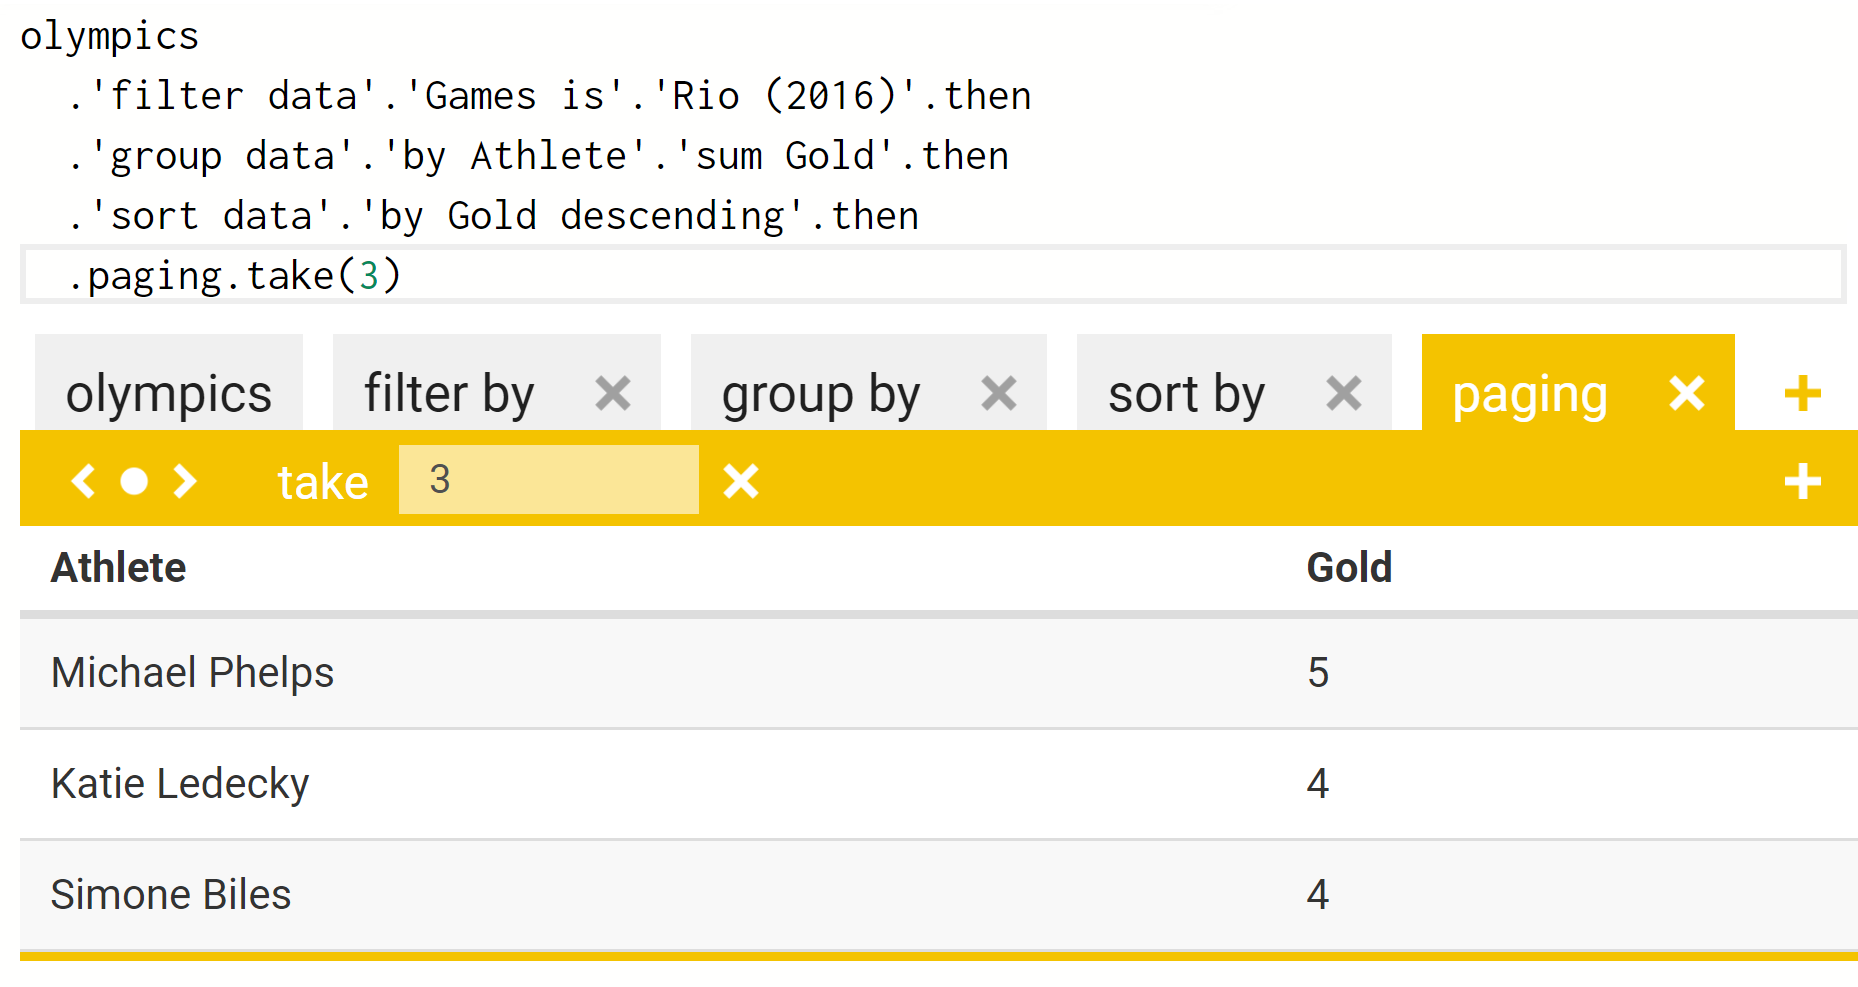 olympics
  .'filter data'.'Games is'.'Rio (2016)'.then
  .'group data'.'by Athlete'.'sum Gold'.then
  .'sort data'.'by Gold descending'.then
  .paging.take(3)
olympics filter by group by sort by paging
take 3
Athlete Gold
Michael Phelps 5
Katie Ledecky 4
Simone Biles 4